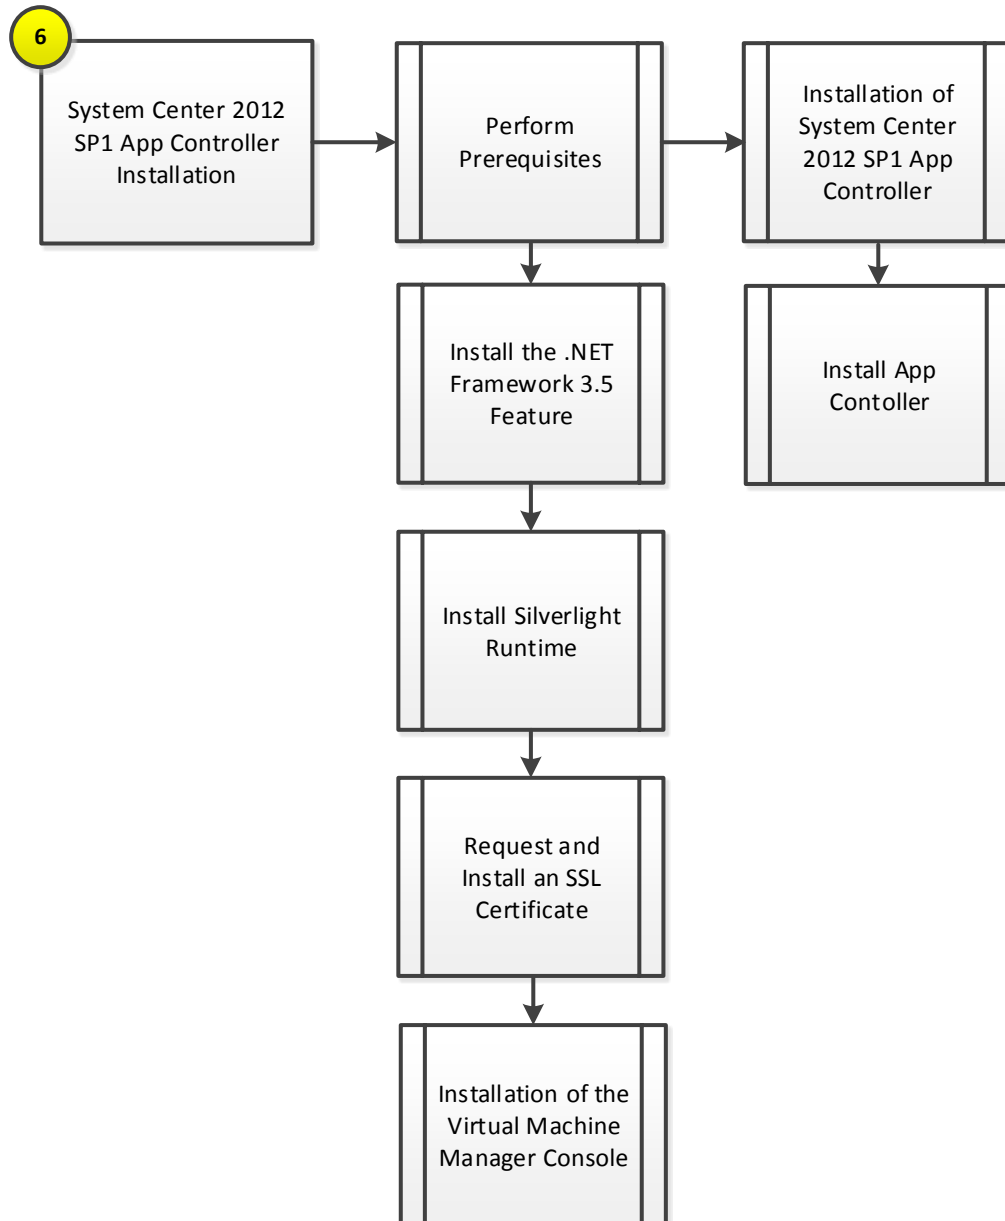 6
System Center 2012
SP1 App Controller
Installation
Perform
Prerequisites
Installation of
System Center
2012 SP1 App
Controller
Install the .NET
Framework 3.5
Feature
Install App
Contoller
Install Silverlight
Runtime
Request and
Install an SSL
Certificate
Installation of the
Virtual Machine
Manager Console